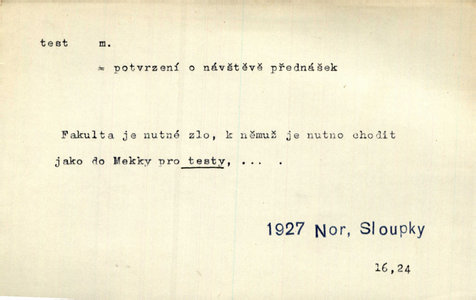 test m.
= potvrzení o návštěvě přednášek
Fakulta je nutné zlo, k němuž je nutno chodit
jako do Mekky pro testy, ... .
1927 Nor, Sloupky
16,24